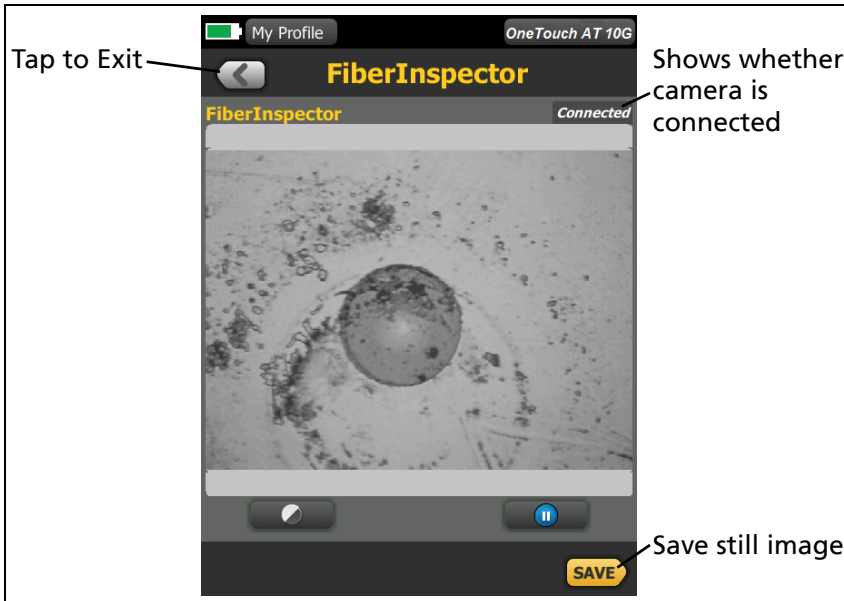 My Profile
OneTouch AT 10G
Tap to Exit
FiberInspector
Shows whether
camera is
connected
FiberInspector
Connected
Save still image
SAVE